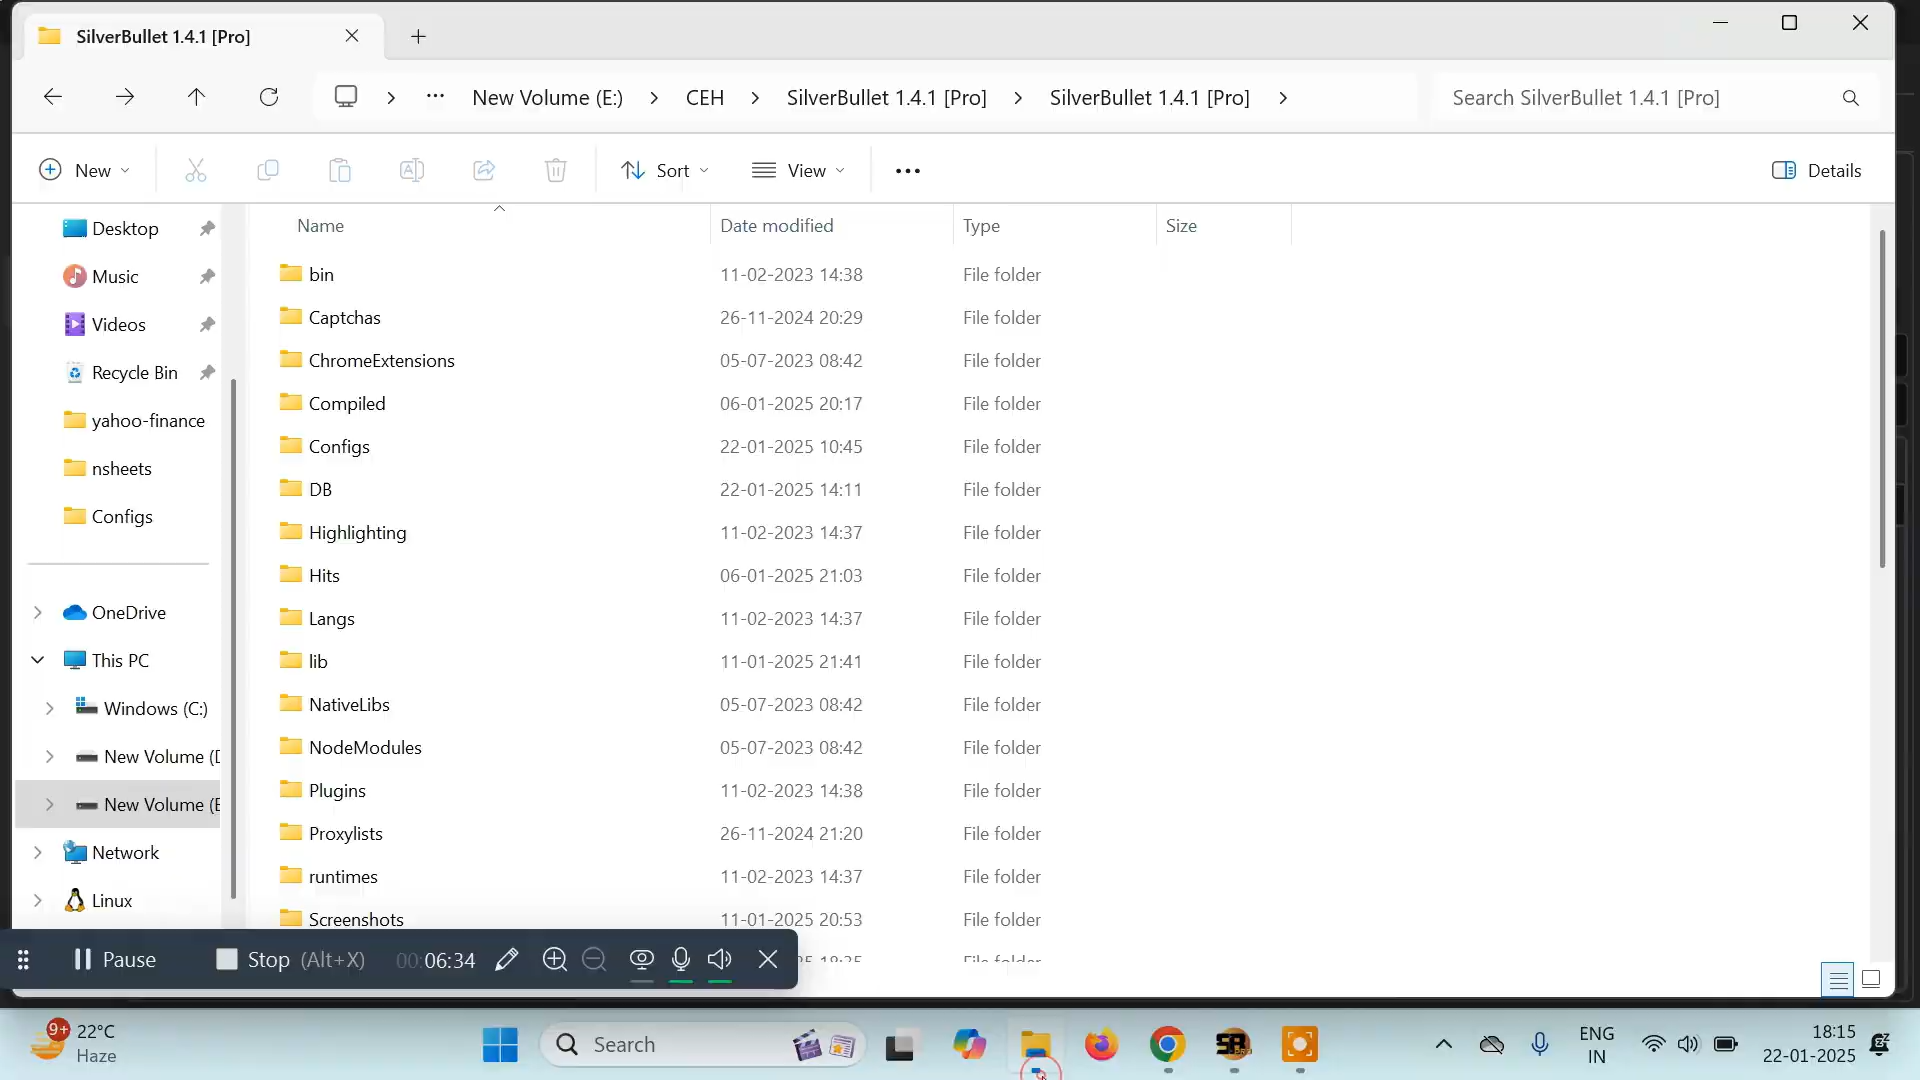 SilverBullet 1.4.1 [Pro]
New Volume (E:)
CEH
SilverBullet 1.4.1 [Pro]
SilverBullet 1.4.1 [Pro]
Search SilverBullet 1.4.1 [Pro]
New
Sort
View
Details
Name Date modified Type Size
Desktop
Music
Videos
Recycle Bin
yahoo-finance
nsheets
Configs
OneDrive
This PC
Windows (C:)
New Volume (D
New Volume (E
Network
Linux
bin 11-02-2023 14:38 File folder
Captchas 26-11-2024 20:29 File folder
ChromeExtensions 05-07-2023 08:42 File folder
Compiled 06-01-2025 20:17 File folder
Configs 22-01-2025 10:45 File folder
DB 22-01-2025 14:11 File folder
Highlighting 11-02-2023 14:37 File folder
Hits 06-01-2025 21:03 File folder
Langs 11-02-2023 14:37 File folder
lib 11-01-2025 21:41 File folder
NativeLibs 05-07-2023 08:42 File folder
NodeModules 05-07-2023 08:42 File folder
Plugins 11-02-2023 14:38 File folder
Proxylists 26-11-2024 21:20 File folder
runtimes 11-02-2023 14:37 File folder
Screenshots 11-01-2025 20:53 File folder
Pause
Stop (Alt+X)
00:06:34
9+
22°C
Haze
Search
ENG
IN
18:15
22-01-2025